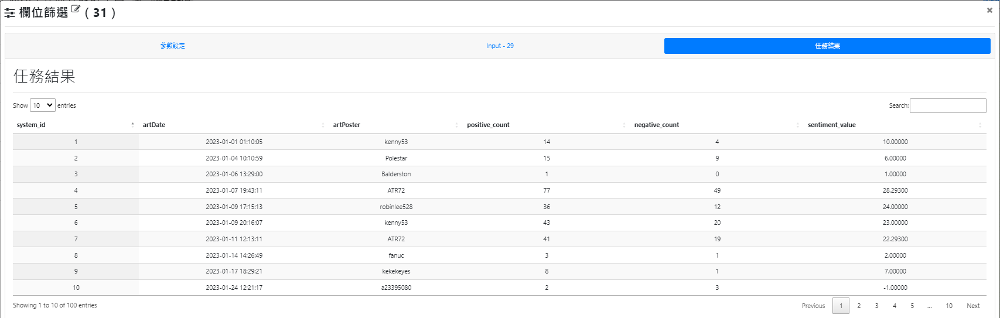 欄位篩選 ( 31 )
×
參數設定 Input - 29 任務結果
任務結果
Show 10 entries Search:
system_id artDate artPoster positive_count negative_count sentiment_value
1 2023-01-01 01:10:05 kenny53 14 4 10.00000
2 2023-01-04 10:10:59 Polestar 15 9 6.00000
3 2023-01-06 13:29:00 Balderston 1 0 1.00000
4 2023-01-07 19:43:11 ATR72 77 49 28.29300
5 2023-01-09 17:15:13 robinlee528 36 12 24.00000
6 2023-01-09 20:16:07 kenny53 43 20 23.00000
7 2023-01-11 12:13:11 ATR72 41 19 22.29300
8 2023-01-14 14:26:49 fanuc 3 1 2.00000
9 2023-01-17 18:29:21 kekekeyes 8 1 7.00000
10 2023-01-24 12:21:17 a23395080 2 3 -1.00000
Showing 1 to 10 of 100 entries Previous 1 2 3 4 5 ... 10 Next